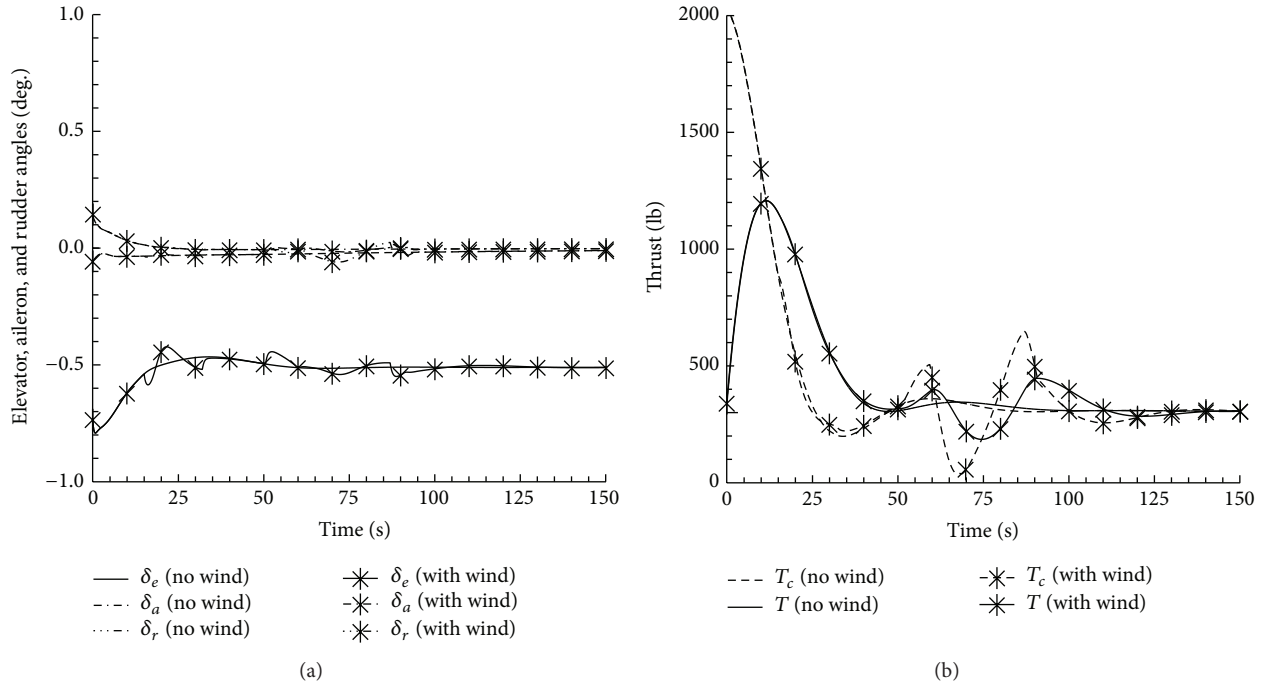 Elevator, aileron, and rudder angles (deg.)
1.0
0.5
0.0
−0.5
−1.0
0 25 50 75 100 125 150
Time (s)
δe (no wind)
δa (no wind)
δr (no wind)
δe (with wind)
δa (with wind)
δr (with wind)
(a)
Thrust (lb)
2000
1500
1000
500
0
0 25 50 75 100 125 150
Time (s)
Tc (no wind)
T (no wind)
Tc (with wind)
T (with wind)
(b)